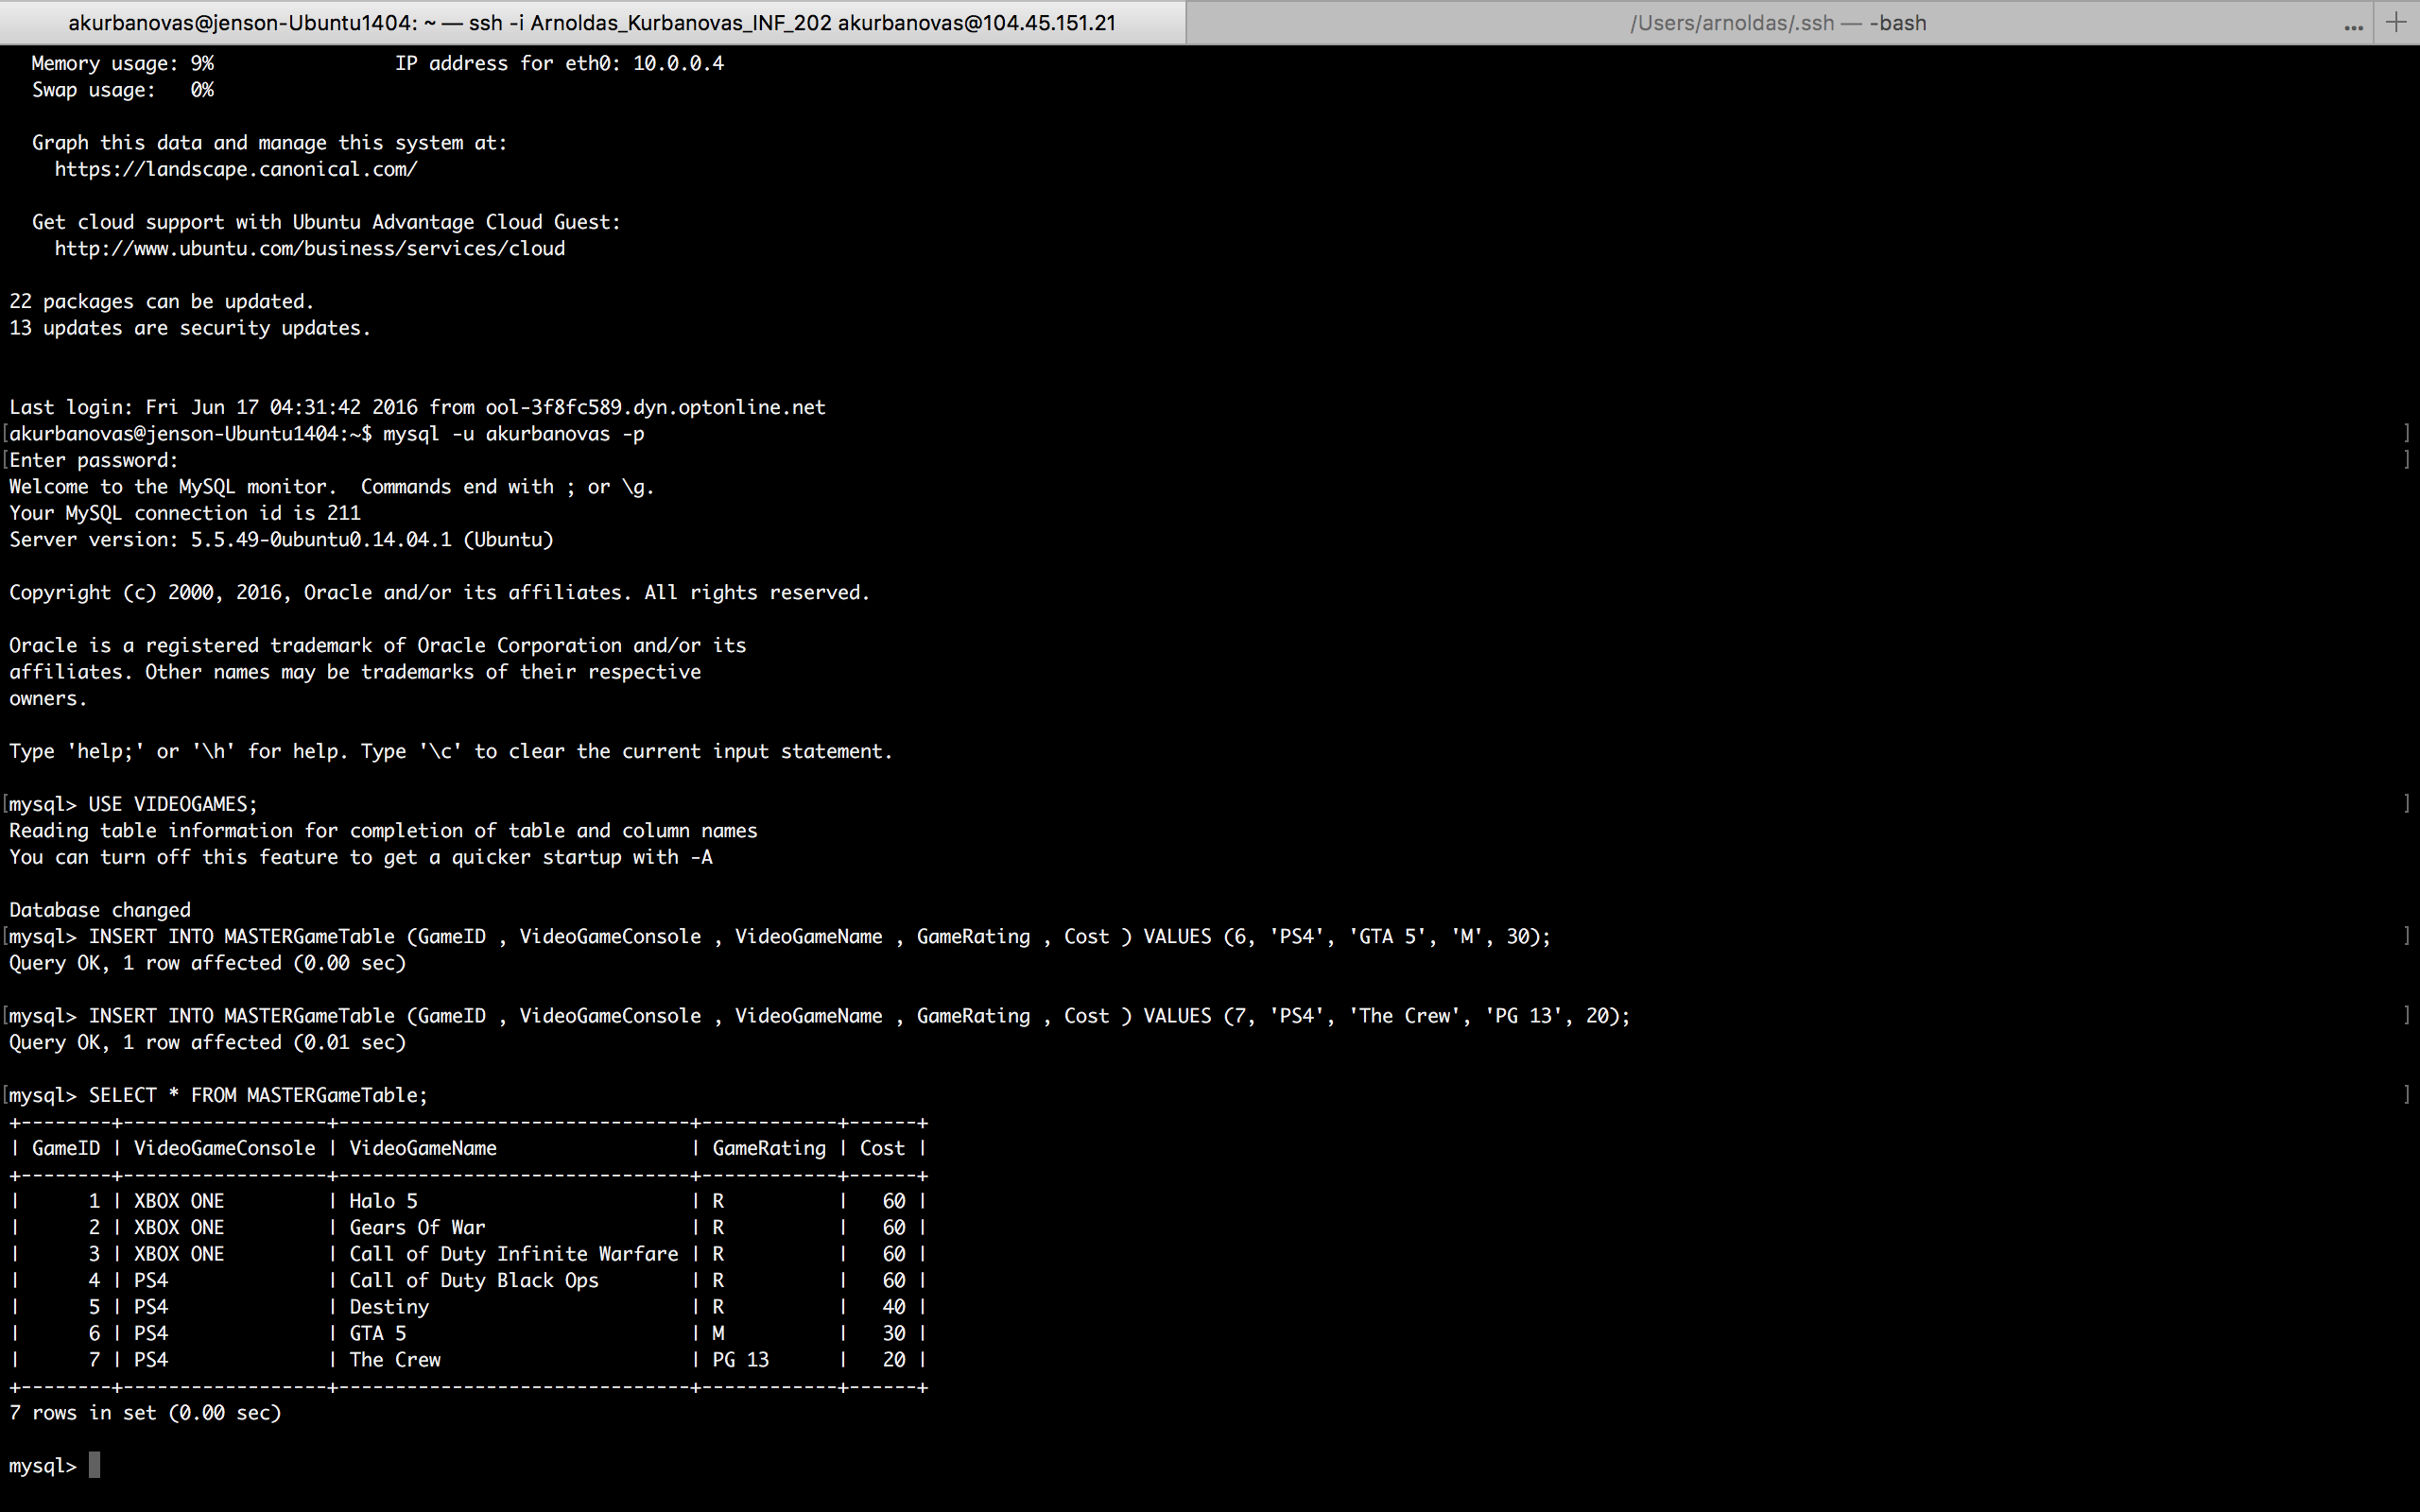 akurbanovas@jenson-Ubuntu1404: ~ — ssh -i Arnoldas_Kurbanovas_INF_202 akurbanovas@104.45.151.21
/Users/arnoldas/.ssh — -bash
... +
Memory usage: 9% IP address for eth0: 10.0.0.4
Swap usage: 0%
Graph this data and manage this system at:
https://landscape.canonical.com/
Get cloud support with Ubuntu Advantage Cloud Guest:
http://www.ubuntu.com/business/services/cloud
22 packages can be updated.
13 updates are security updates.
Last login: Fri Jun 17 04:31:42 2016 from ool-3f8fc589.dyn.optonline.net
[akurbanovas@jenson-Ubuntu1404:~$ mysql -u akurbanovas -p ]
[Enter password: ]
Welcome to the MySQL monitor.  Commands end with ; or \g.
Your MySQL connection id is 211
Server version: 5.5.49-0ubuntu0.14.04.1 (Ubuntu)
Copyright (c) 2000, 2016, Oracle and/or its affiliates. All rights reserved.
Oracle is a registered trademark of Oracle Corporation and/or its
affiliates. Other names may be trademarks of their respective
owners.
Type 'help;' or '\h' for help. Type '\c' to clear the current input statement.
[mysql> USE VIDEOGAMES; ]
Reading table information for completion of table and column names
You can turn off this feature to get a quicker startup with -A
Database changed
[mysql> INSERT INTO MASTERGameTable (GameID , VideoGameConsole , VideoGameName , GameRating , Cost ) VALUES (6, 'PS4', 'GTA 5', 'M', 30); ]
Query OK, 1 row affected (0.00 sec)
[mysql> INSERT INTO MASTERGameTable (GameID , VideoGameConsole , VideoGameName , GameRating , Cost ) VALUES (7, 'PS4', 'The Crew', 'PG 13', 20); ]
Query OK, 1 row affected (0.01 sec)
[mysql> SELECT * FROM MASTERGameTable; ]
+--------+------------------+-------------------------------+------------+------+
| GameID | VideoGameConsole | VideoGameName                 | GameRating | Cost |
+--------+------------------+-------------------------------+------------+------+
|      1 | XBOX ONE         | Halo 5                        | R          |   60 |
|      2 | XBOX ONE         | Gears Of War                  | R          |   60 |
|      3 | XBOX ONE         | Call of Duty Infinite Warfare | R          |   60 |
|      4 | PS4              | Call of Duty Black Ops        | R          |   60 |
|      5 | PS4              | Destiny                       | R          |   40 |
|      6 | PS4              | GTA 5                         | M          |   30 |
|      7 | PS4              | The Crew                      | PG 13      |   20 |
+--------+------------------+-------------------------------+------------+------+
7 rows in set (0.00 sec)
mysql>